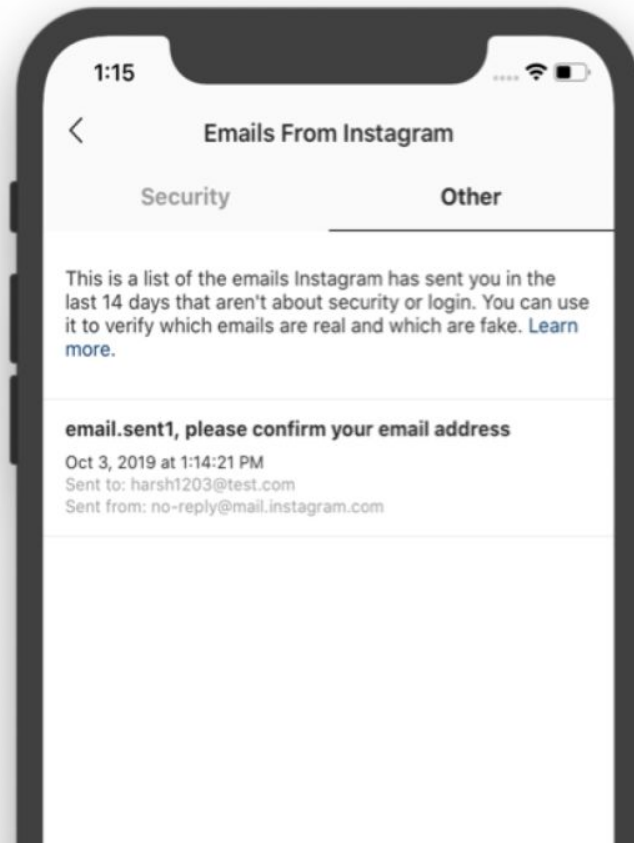 1:15
Emails From Instagram
Security
Other
This is a list of the emails Instagram has sent you in the
last 14 days that aren't about security or login. You can use
it to verify which emails are real and which are fake. Learn
more.
email.sent1, please confirm your email address
Oct 3, 2019 at 1:14:21 PM
Sent to: harsh1203@test.com
Sent from: no-reply@mail.instagram.com